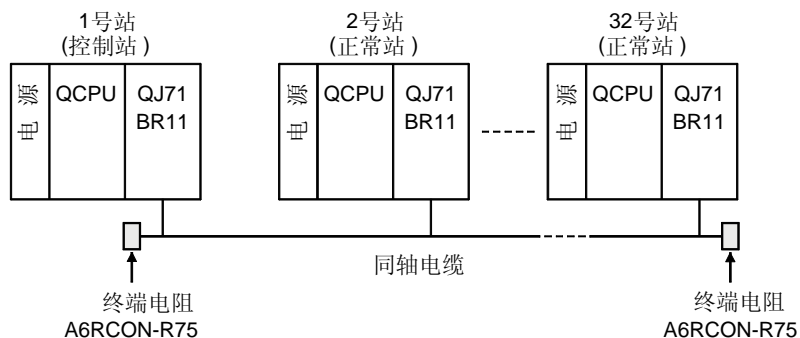 1号站
(控制站)
2号站
(正常站)
32号站
(正常站)
电源
QCPU
QJ71
BR11
电源
QCPU
QJ71
BR11
电源
QCPU
QJ71
BR11
同轴电缆
终端电阻
A6RCON-R75
终端电阻
A6RCON-R75